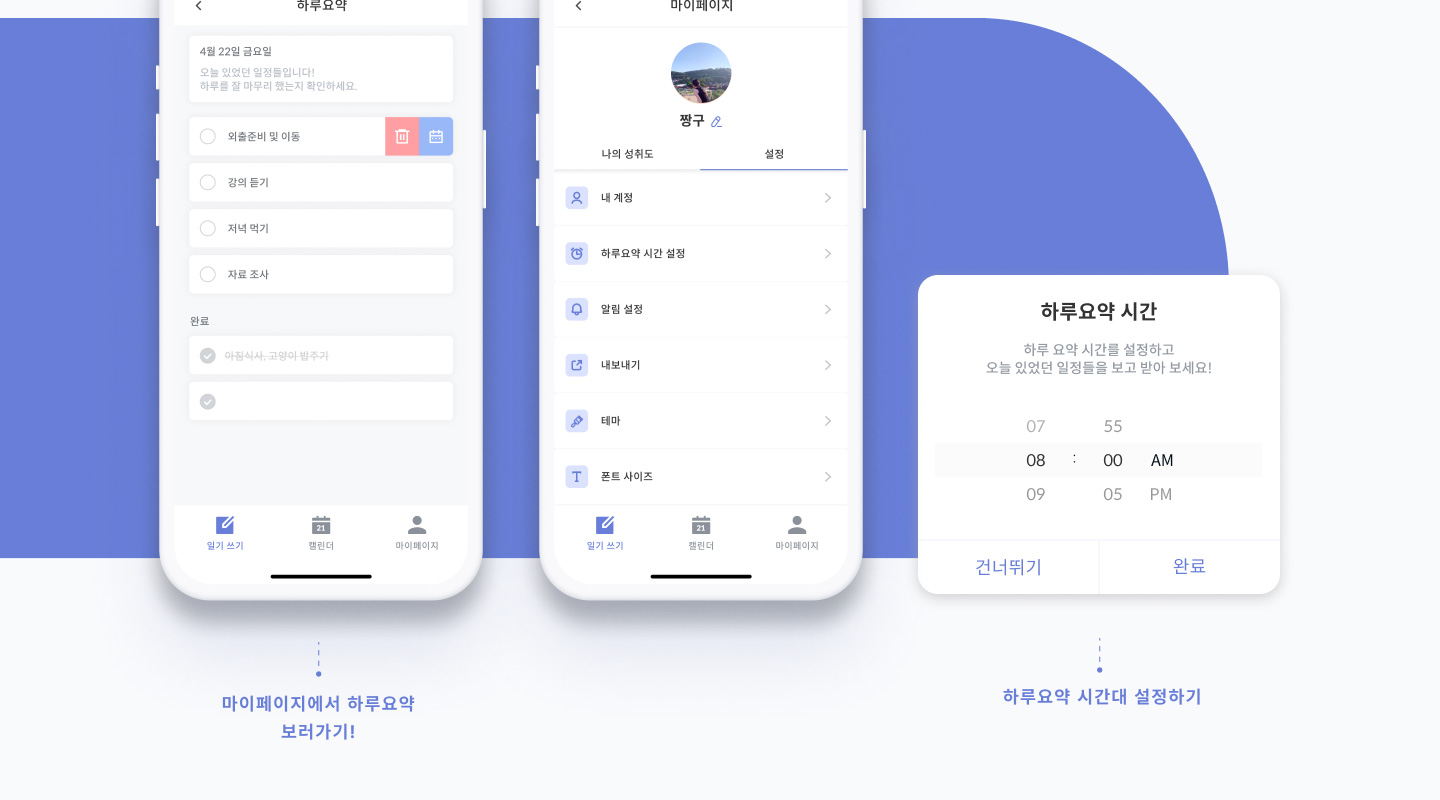 하루요약
4월 22일 금요일
오늘 있었던 일정들입니다!
하루를 잘 마무리 했는지 확인하세요.
외출준비 및 이동
강의 듣기
저녁 먹기
자료 조사
완료
아침식사, 고양이 밥주기
일기 쓰기
21
캘린더
마이페이지
마이페이지에서 하루요약
보러가기!
마이페이지
짱구
나의 성취도
설정
내 계정
하루요약 시간 설정
알림 설정
내보내기
테마
T
폰트 사이즈
일기 쓰기
21
캘린더
마이페이지
하루요약 시간
하루 요약 시간를 설정하고
오늘 있었던 일정들을 보고 받아 보세요!
07 55
08 : 00 AM
09 05 PM
건너뛰기
완료
하루요약 시간대 설정하기